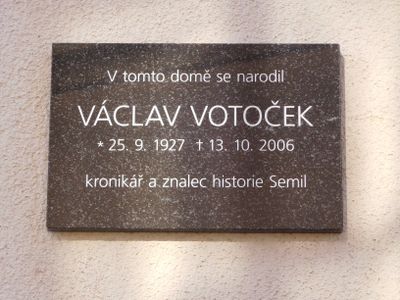 V tomto domě se narodil
VÁCLAV VOTOČEK
* 25. 9. 1927 † 13. 10. 2006
kronikář a znalec historie Semil